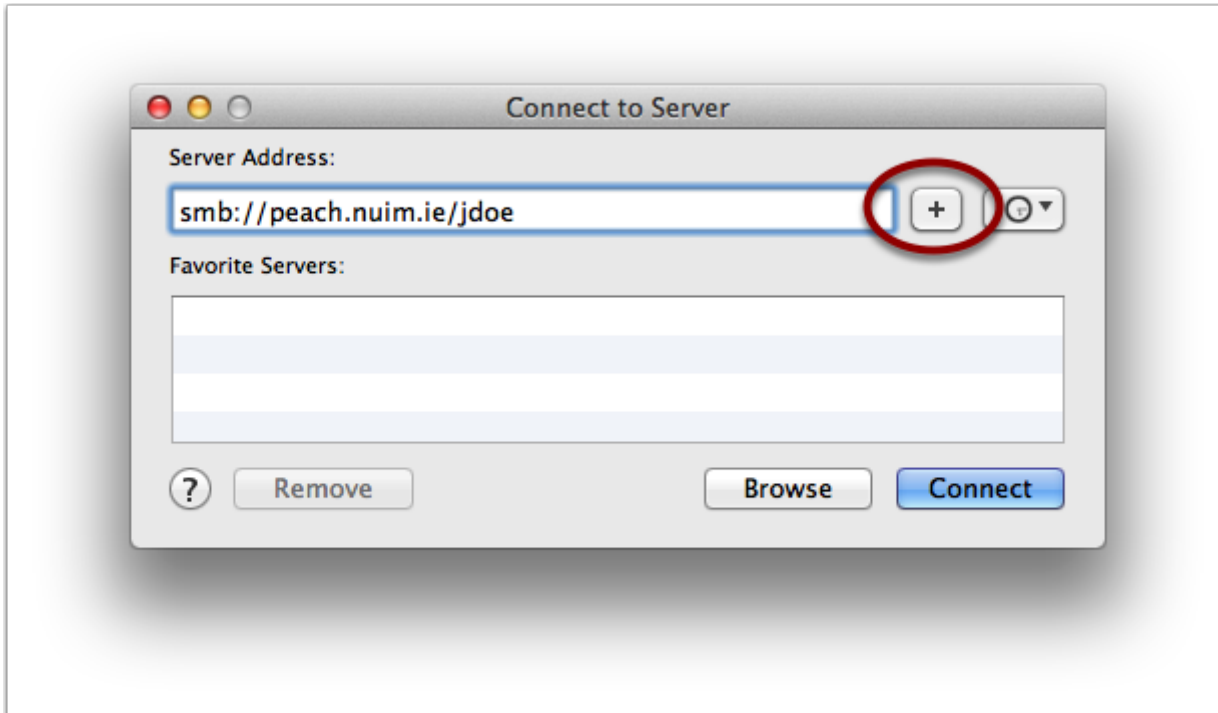 Connect to Server
Server Address:
smb://peach.nuim.ie/jdoe
+
Favorite Servers:
? Remove Browse Connect